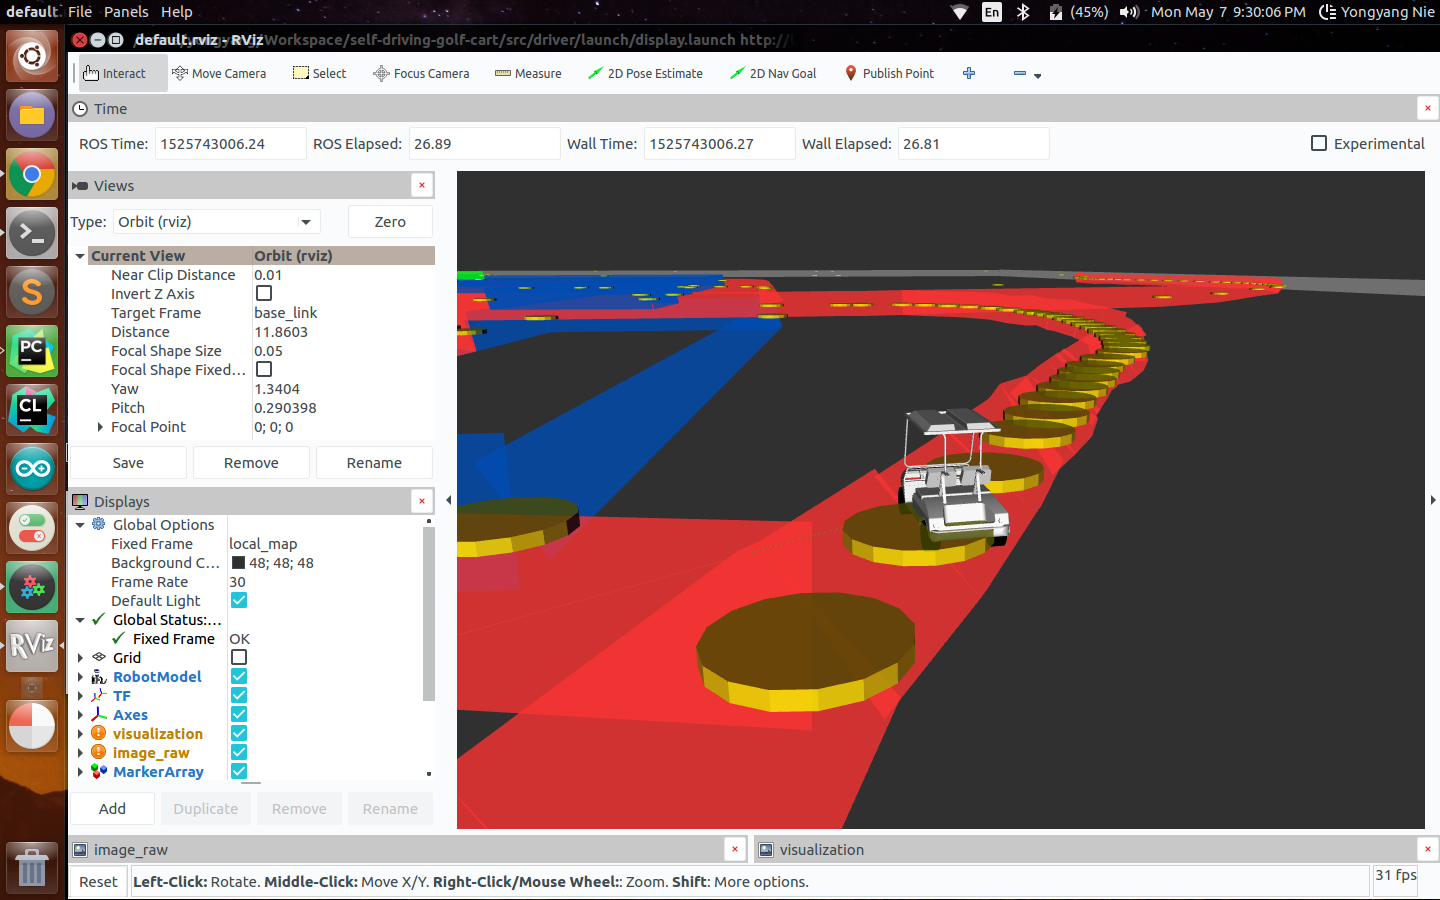 default. File Panels Help
En (45%) Mon May 7 9:30:06 PM Yongyang Nie
default.rviz - RViz
Workspace/self-driving-golf-cart/src/driver/launch/display.launch http://
Interact Move Camera Select Focus Camera Measure 2D Pose Estimate 2D Nav Goal Publish Point
Time
ROS Time: 1525743006.24 ROS Elapsed: 26.89 Wall Time: 1525743006.27 Wall Elapsed: 26.81 Experimental
Views
Type: Orbit (rviz) Zero
Current View Orbit (rviz)
Near Clip Distance 0.01
Invert Z Axis
Target Frame base_link
Distance 11.8603
Focal Shape Size 0.05
Focal Shape Fixed...
Yaw 1.3404
Pitch 0.290398
Focal Point 0; 0; 0
Save Remove Rename
Displays
Global Options
Fixed Frame local_map
Background C... 48; 48; 48
Frame Rate 30
Default Light
Global Status:...
Fixed Frame OK
Grid
RobotModel
TF
Axes
visualization
image_raw
MarkerArray
Add Duplicate Remove Rename
image_raw
visualization
Reset Left-Click: Rotate. Middle-Click: Move X/Y. Right-Click/Mouse Wheel:: Zoom. Shift: More options. 31 fps
S
PC
CL
RViz